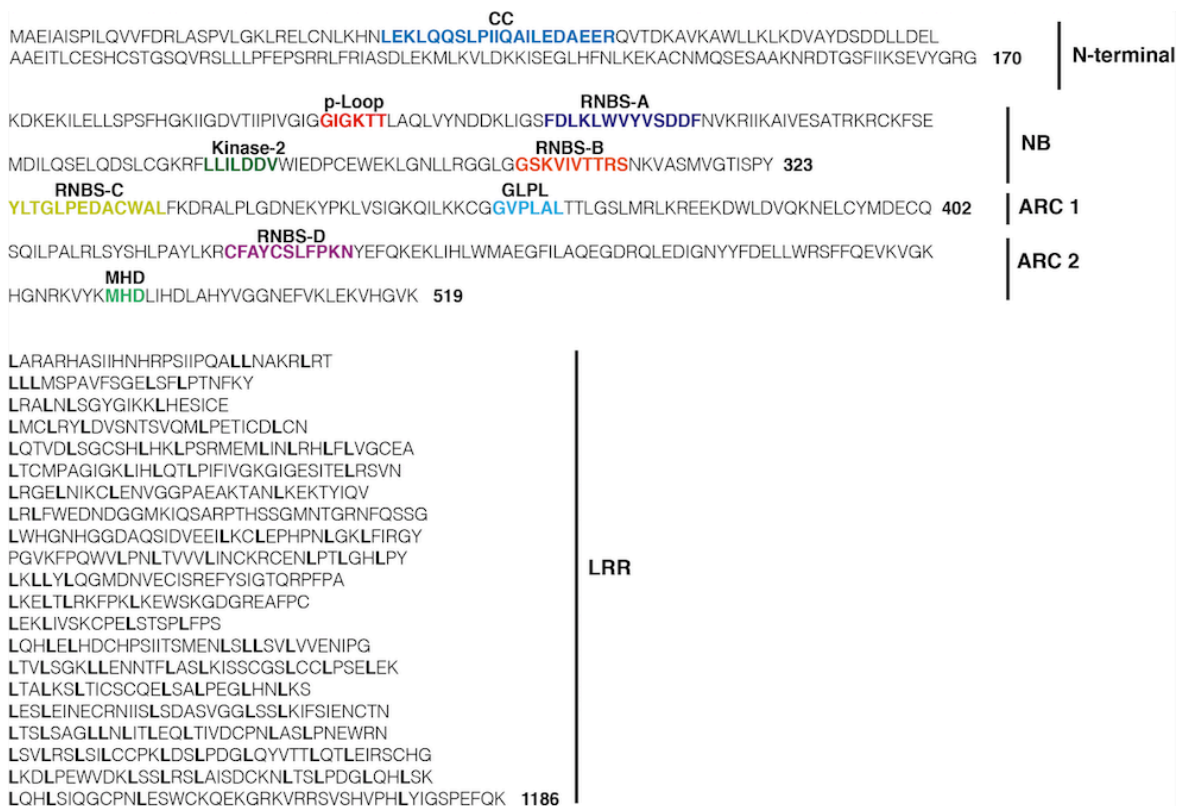 CC
MAEIAISPILQVVFDRLASPVLGKLRELCNLKHNLEKLQQSLPIIQAILEDAEERQVTDKAVKAWLLKLKDVAYDSDDLLDEL
AAEITLCESHCSTGSQVRSLLLPFEPSRRLFRIASDLEKMLKVLDKKISEGLHFNLKEKACNMQSESAAKNRDTGSFIIKSEVYGRG 170
N-terminal
p-Loop RNBS-A
KDKEKILELLSPSFHGKIIGDVTIIPIVGIGGIGKTTLAQLVYNDDKLIGSFDLKLWVYVSDDFNVKRIIKAIVESATRKRCKFSE
Kinase-2 RNBS-B
MDILQSELQDSLCGKRFLLILDDVWIEDPCEWEKLGNLLRGGLGGSKVIVTTRSNKVASMVGTISPY 323
NB
RNBS-C GLPL
YLTGLPEDACWALFKDRALPLGDNEKYPKLVSIGKQILKKCGGVPLALTTLGSLMRLKREEKDWLDVQKNELCYMDECQ 402
ARC 1
RNBS-D
SQILPALRLSYSHLPAYLKRCFAYCSLFPKNYEFQKEKLIHLWMAEGFILAQEGDRQLEDIGNYYFDELLWRSFFQEVKVGK
MHD
HGNRKVYKMHDLIHDLAHYVGGNEFVKLEKVHGVK 519
ARC 2
LARARHASIIHNHRPSIIPQALLNAKRLRT
LLLMSPAVFSGELSFLPTNFKY
LRALNLSGYGIKKLHESICE
LMCLRYLDVSNTSVQMLPETICDLCN
LQTVDLSGCSHLHKLPSRMEMLINLRHLFLVGCEA
LTCMPAGIGKLIHLQTLPIFIVGKGIGESITELRSVN
LRGELNIKCLENVGGPAEAKTANLKEKTYIQV
LRLFWEDNDGGMKIQSARPTHSSGMNTGRNFQSSG
LWHGNHGGDAQSIDVEEILKCLEPHPNLGKLFIRGY
PGVKFPQWVLPNLTVVVLINCKRCENLPTLGHLPY
LKLLYLQGMDNVECISREFYSIGTQRPFPA
LKELTLRKFPKLKEWSKGDGREAFPC
LEKLIVSKCPELSTSPLFPS
LQHLELHDCHPSIITSMENLSLLSVLVVENIPG
LTVLSGKLLENNTFLASLKISSCGSLCCLPSELEK
LTALKSLTICSCQELSALPEGLHNLKS
LESLEINECRNIISLSDASVGGLSSLKIFSIENCTN
LTSLSAGLLNLITLEQLTIVDCPNLASLPNEWRN
LSVLRSLSILCCPKLDSLPDGLQYVTTLQTLEIRSCHG
LKDLPEWVDKLSSLRSLAISDCKNLTSLPDGLQHLSK
LQHLSIQGCPNLESWCKQEKGRKVRRSVSHVPHLYIGSPEFQK 1186
LRR